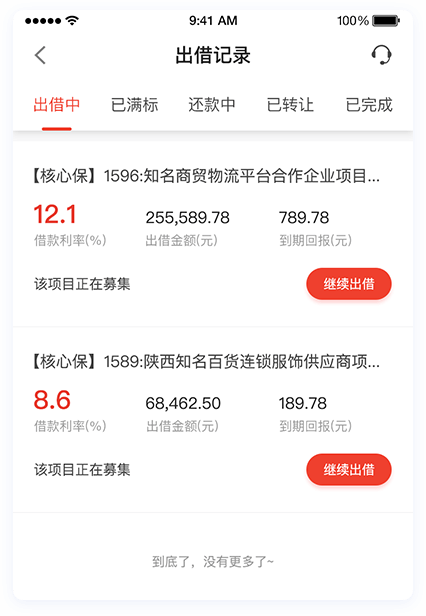 9:41 AM 100%
出借记录
出借中 已满标 还款中 已转让 已完成
【核心保】1596:知名商贸物流平台合作企业项目...
12.1 255,589.78 789.78
借款利率(%) 出借金额(元) 到期回报(元)
该项目正在募集 继续出借
【核心保】1589:陕西知名百货连锁服饰供应商项...
8.6 68,462.50 189.78
借款利率(%) 出借金额(元) 到期回报(元)
该项目正在募集 继续出借
到底了，没有更多了~